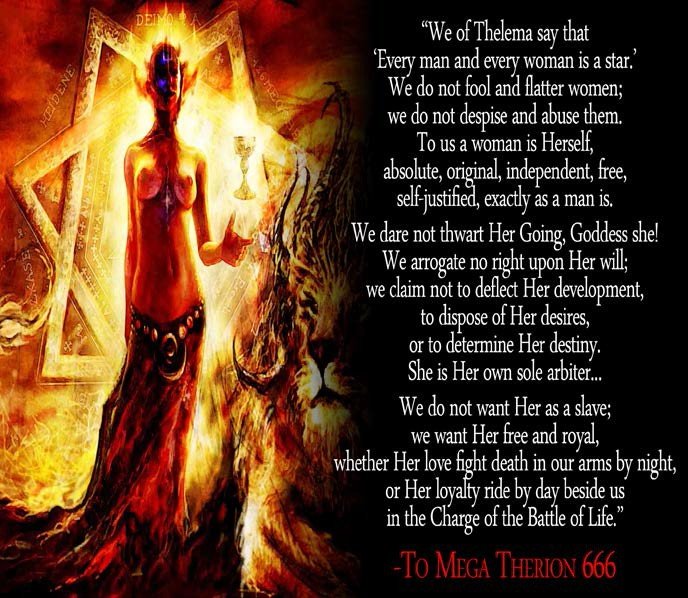 DEIMO
“We of Thelema say that
‘Every man and every woman is a star.’
We do not fool and flatter women;
we do not despise and abuse them.
To us a woman is Herself,
absolute, original, independent, free,
self-justified, exactly as a man is.
We dare not thwart Her Going, Goddess she!
We arrogate no right upon Her will;
we claim not to deflect Her development,
to dispose of Her desires,
or to determine Her destiny.
She is Her own sole arbiter...
We do not want Her as a slave;
we want Her free and royal,
whether Her love fight death in our arms by night,
or Her loyalty ride by day beside us
in the Charge of the Battle of Life.”
-To Mega Therion 666